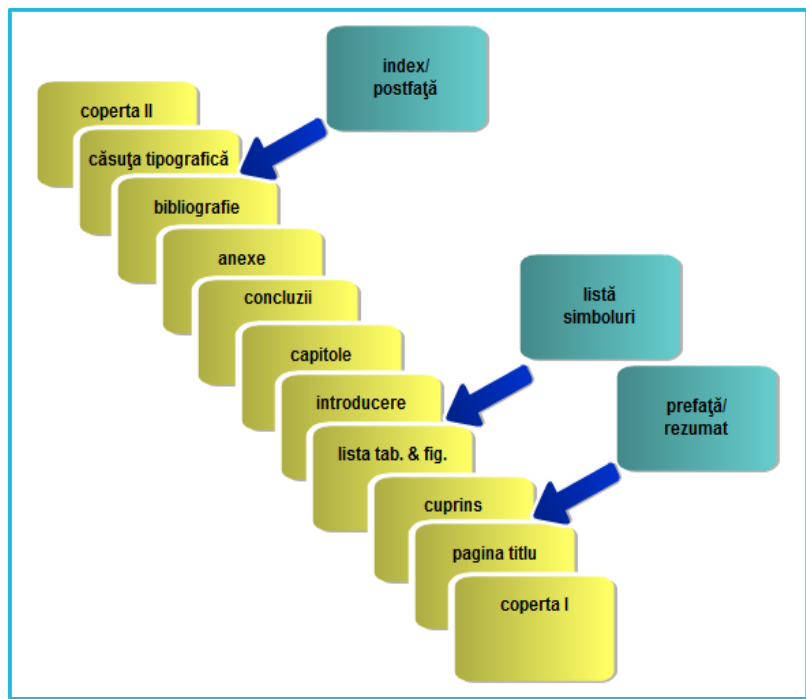 index/
postfaţă
coperta II
căsuţa tipografică
bibliografie
anexe
concluzii
listă
simboluri
capitole
introducere
prefaţă/
rezumat
lista tab. & fig.
cuprins
pagina titlu
coperta I